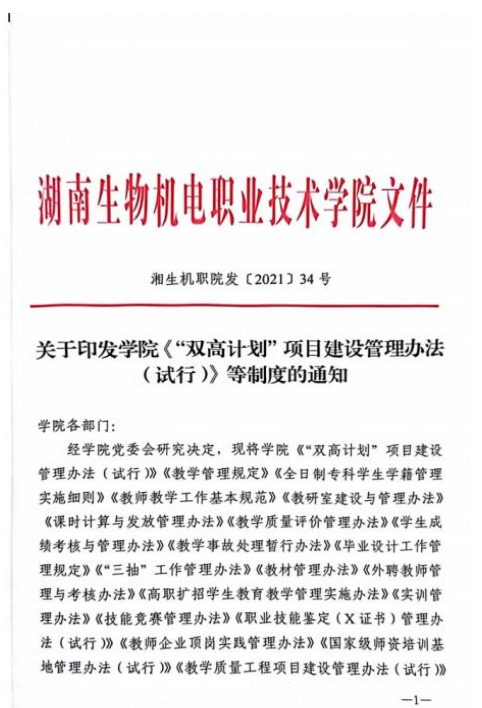 湖南生物机电职业技术学院文件
湘生机职院发〔2021〕34 号
关于印发学院《“双高计划”项目建设管理办法
（试行）》等制度的通知
学院各部门：
经学院党委会研究决定，现将学院《“双高计划”项目建设
管理办法（试行）》《教学管理规定》《全日制专科学生学籍管理
实施细则》《教师教学工作基本规范》《教研室建设与管理办法》
《课时计算与发放管理办法》《教学质量评价管理办法》《学生成
绩考核与管理办法》《教学事故处理暂行办法》《毕业设计工作管
理规定》《“三抽”工作管理办法》《教材管理办法》《外聘教师管
理与考核办法》《高职扩招学生教育教学管理实施办法》《实训管
理办法》《技能竞赛管理办法》《职业技能鉴定（X 证书）管理办
法（试行）》《教师企业顶岗实践管理办法》《国家级师资培训基
地管理办法（试行）》《教学质量工程项目建设管理办法（试行）》
—1—